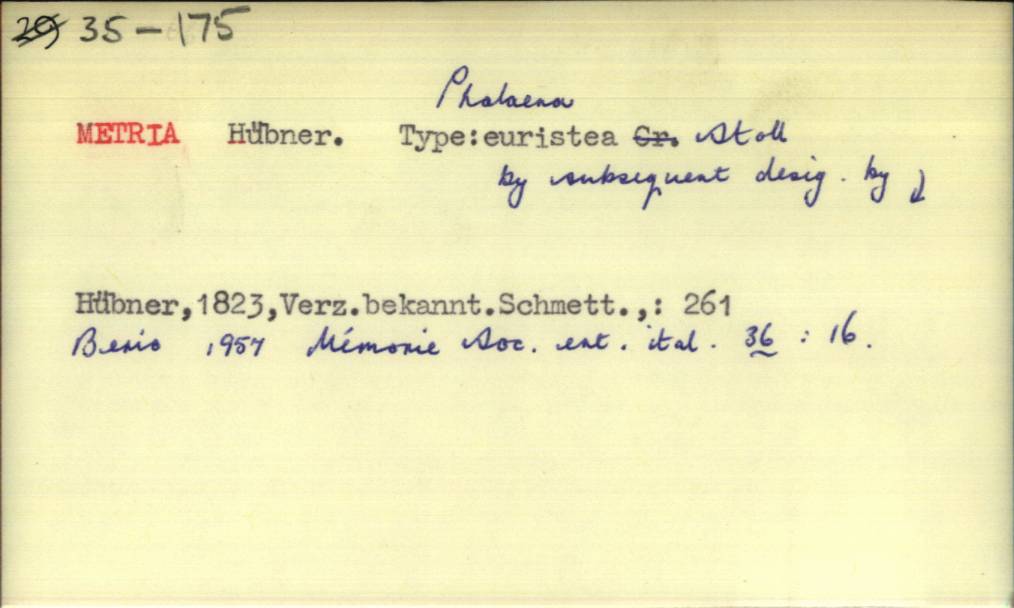 29 35-175
Phalaena
METRIA Hübner. Type:euristea Cr. Stoll
by subsequent desig. by ↓
Hübner,1823,Verz.bekannt.Schmett.,: 261
Berio 1957 Mémorie Soc. ent. ital. 36 : 16.